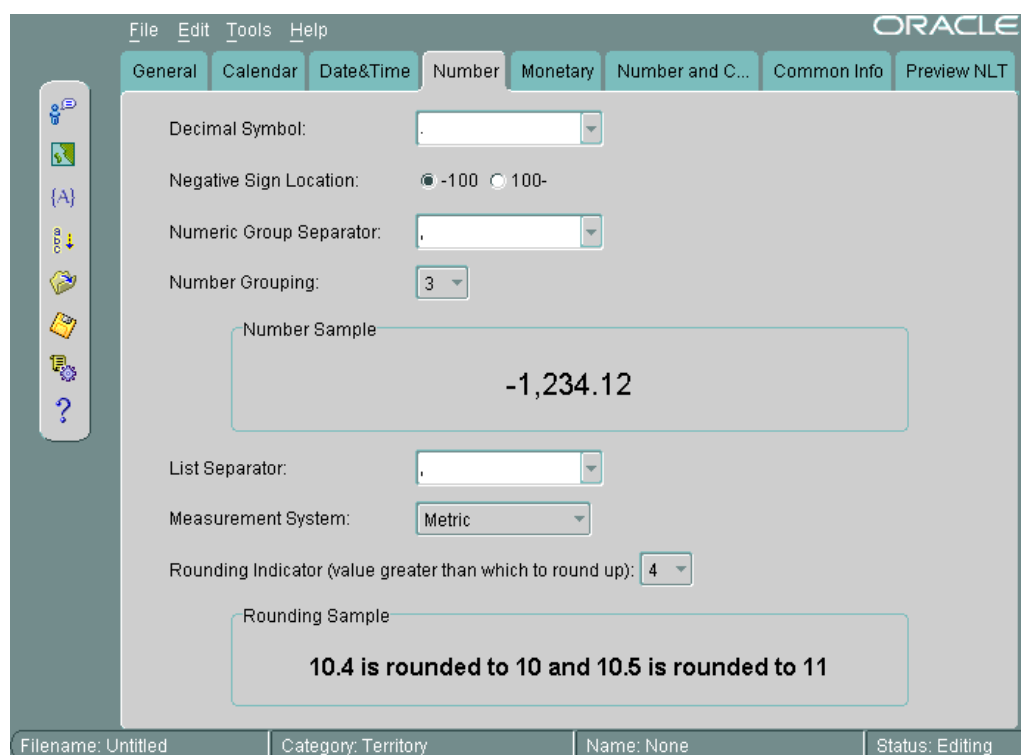 File Edit Tools Help ORACLE
General Calendar Date&Time Number Monetary Number and C... Common Info Preview NLT
Decimal Symbol: .
Negative Sign Location: -100 100-
Numeric Group Separator: ,
Number Grouping: 3
Number Sample
-1,234.12
List Separator: ,
Measurement System: Metric
Rounding Indicator (value greater than which to round up): 4
Rounding Sample
10.4 is rounded to 10 and 10.5 is rounded to 11
Filename: Untitled Category: Territory Name: None Status: Editing
{A}
a
b
c
?